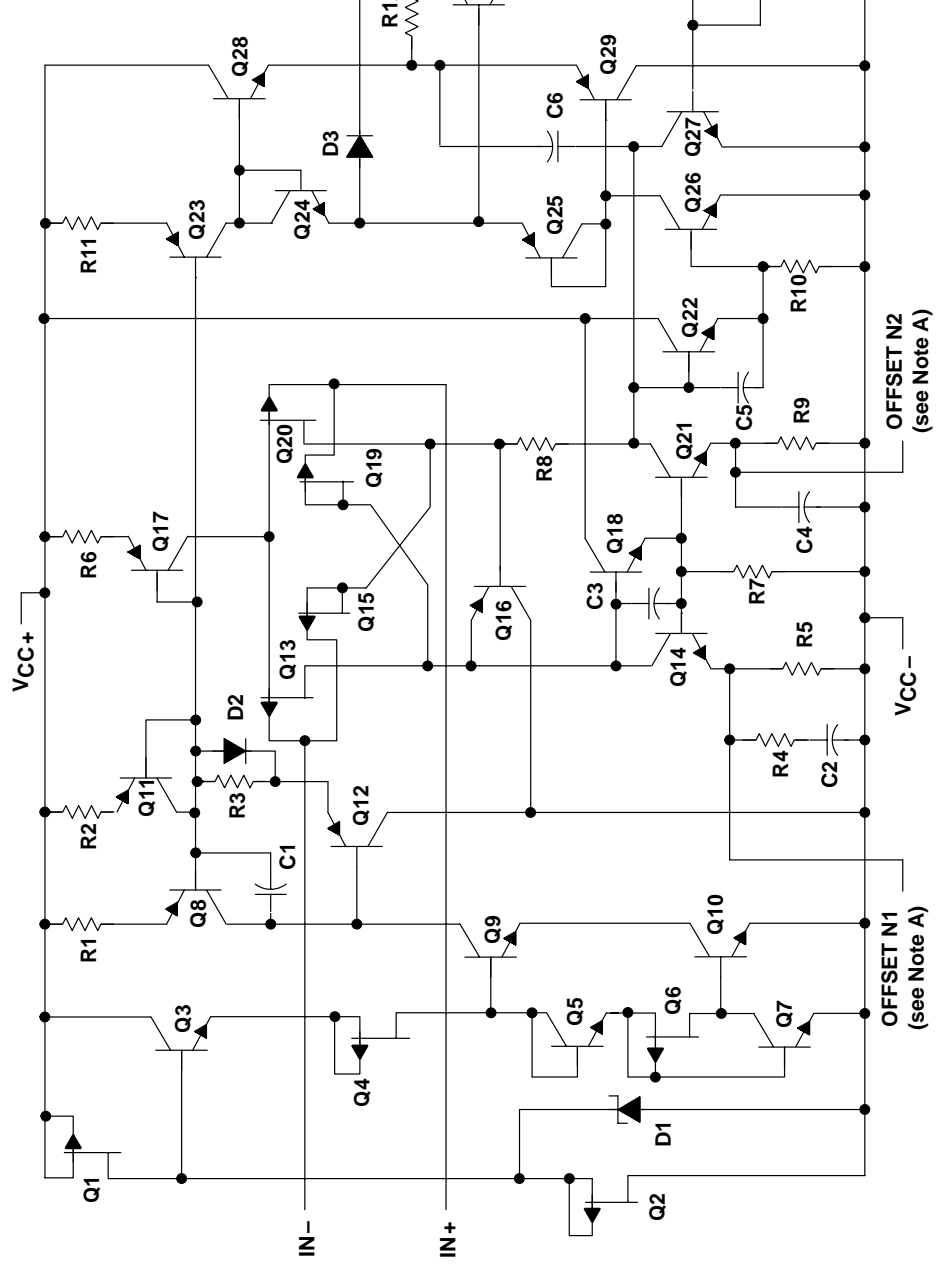 VCC+
R1
R2
R6
R11
Q1
Q3
Q8
Q11
D2
Q17
Q23
Q28
R3
C1
Q13
Q20
Q24
D3
Q4
Q12
Q15
Q19
IN−
IN+
Q9
Q16
R8
Q25
C6
Q29
Q5
Q6
Q10
C3
Q18
Q14
Q21
Q22
Q26
Q27
Q2
D1
Q7
R4
C2
R5
R7
C4
R9
C5
R10
OFFSET N1
(see Note A)
VCC−
OFFSET N2
(see Note A)